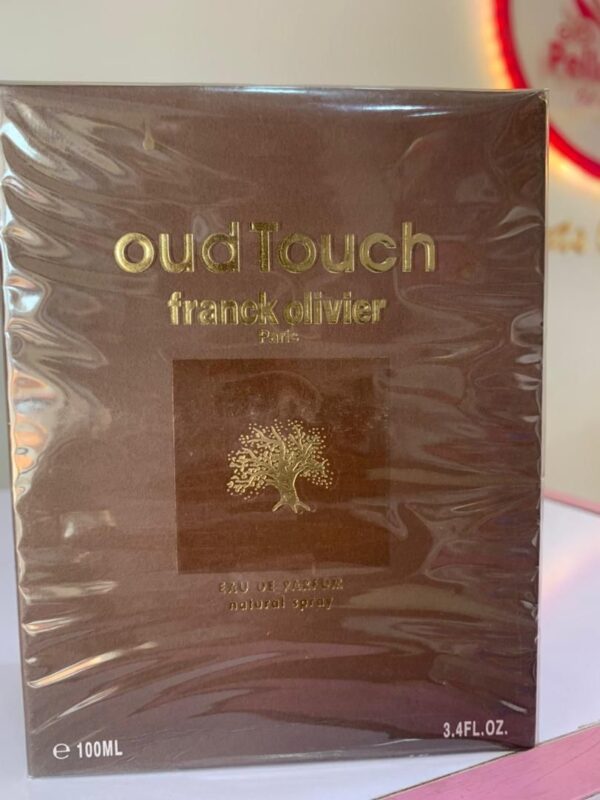 oud Touch
franck olivier
Paris
EAU DE PARFUM
natural spray
3.4FL.OZ.
e 100ML